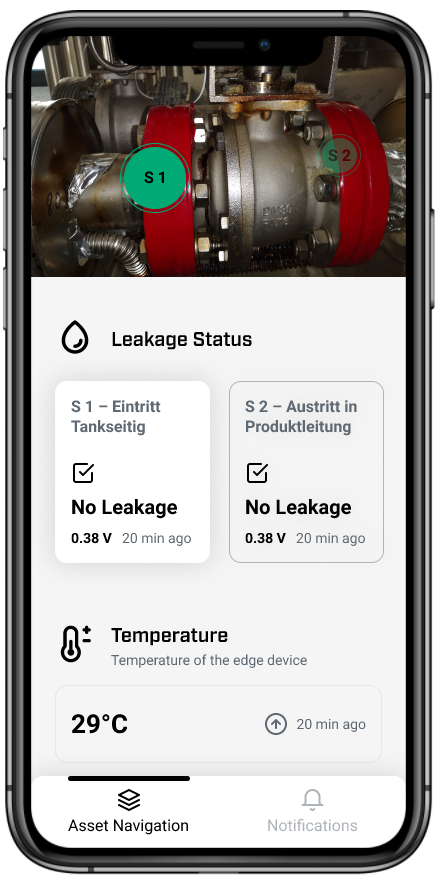 S 1
S 2
Leakage Status
S 1 – Eintritt
Tankseitig
S 2 – Austritt in
Produktleitung
No Leakage
0.38 V 20 min ago
No Leakage
0.38 V 20 min ago
Temperature
Temperature of the edge device
29°C
20 min ago
Asset Navigation
Notifications